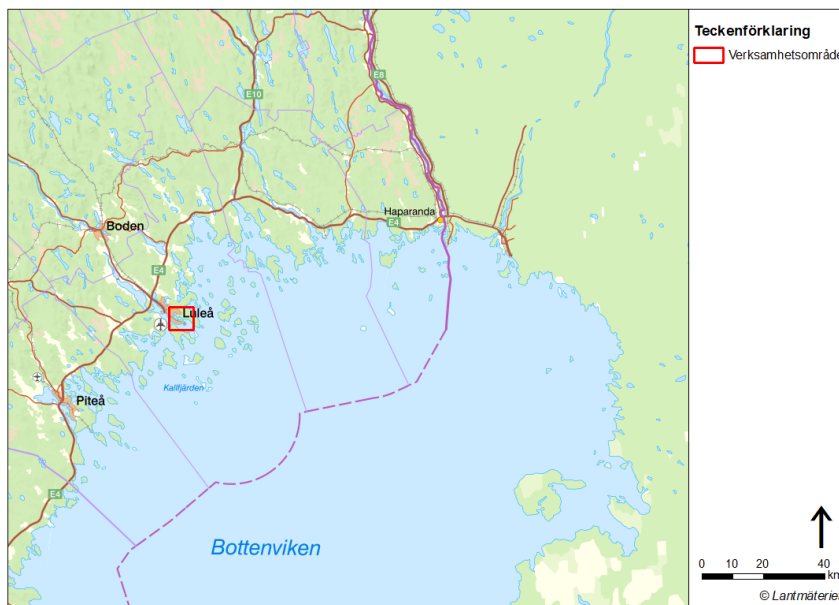 Teckenförklaring
Verksamhetsområde
E8
E10
Haparanda
E4
Boden
E4
Luleå
Kallfjärden
Piteå
E4
Bottenviken
0 10 20 40
km
© Lantmäteriet